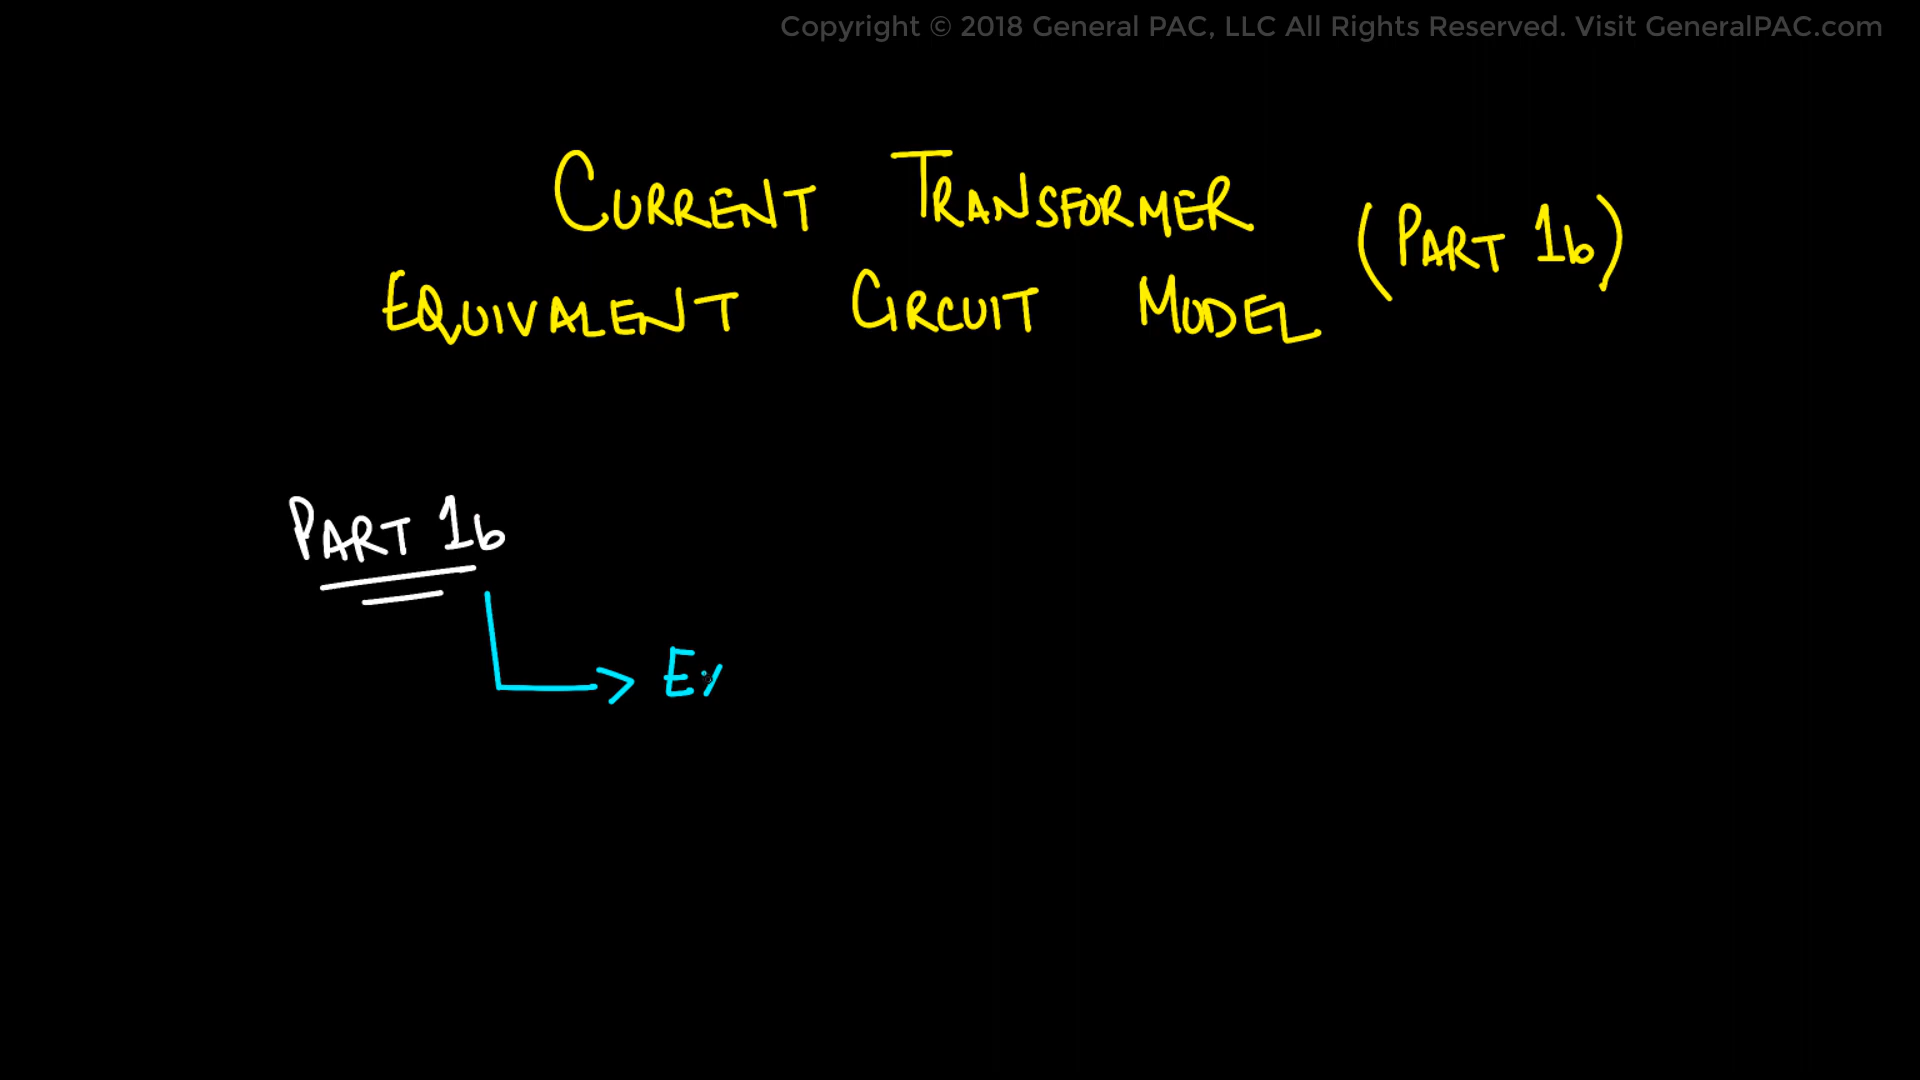 Copyright © 2018 General PAC, LLC All Rights Reserved. Visit GeneralPAC.com
CURRENT TRANSFORMER
EQUIVALENT CIRCUIT MODEL (PART 1b)
PART 1b